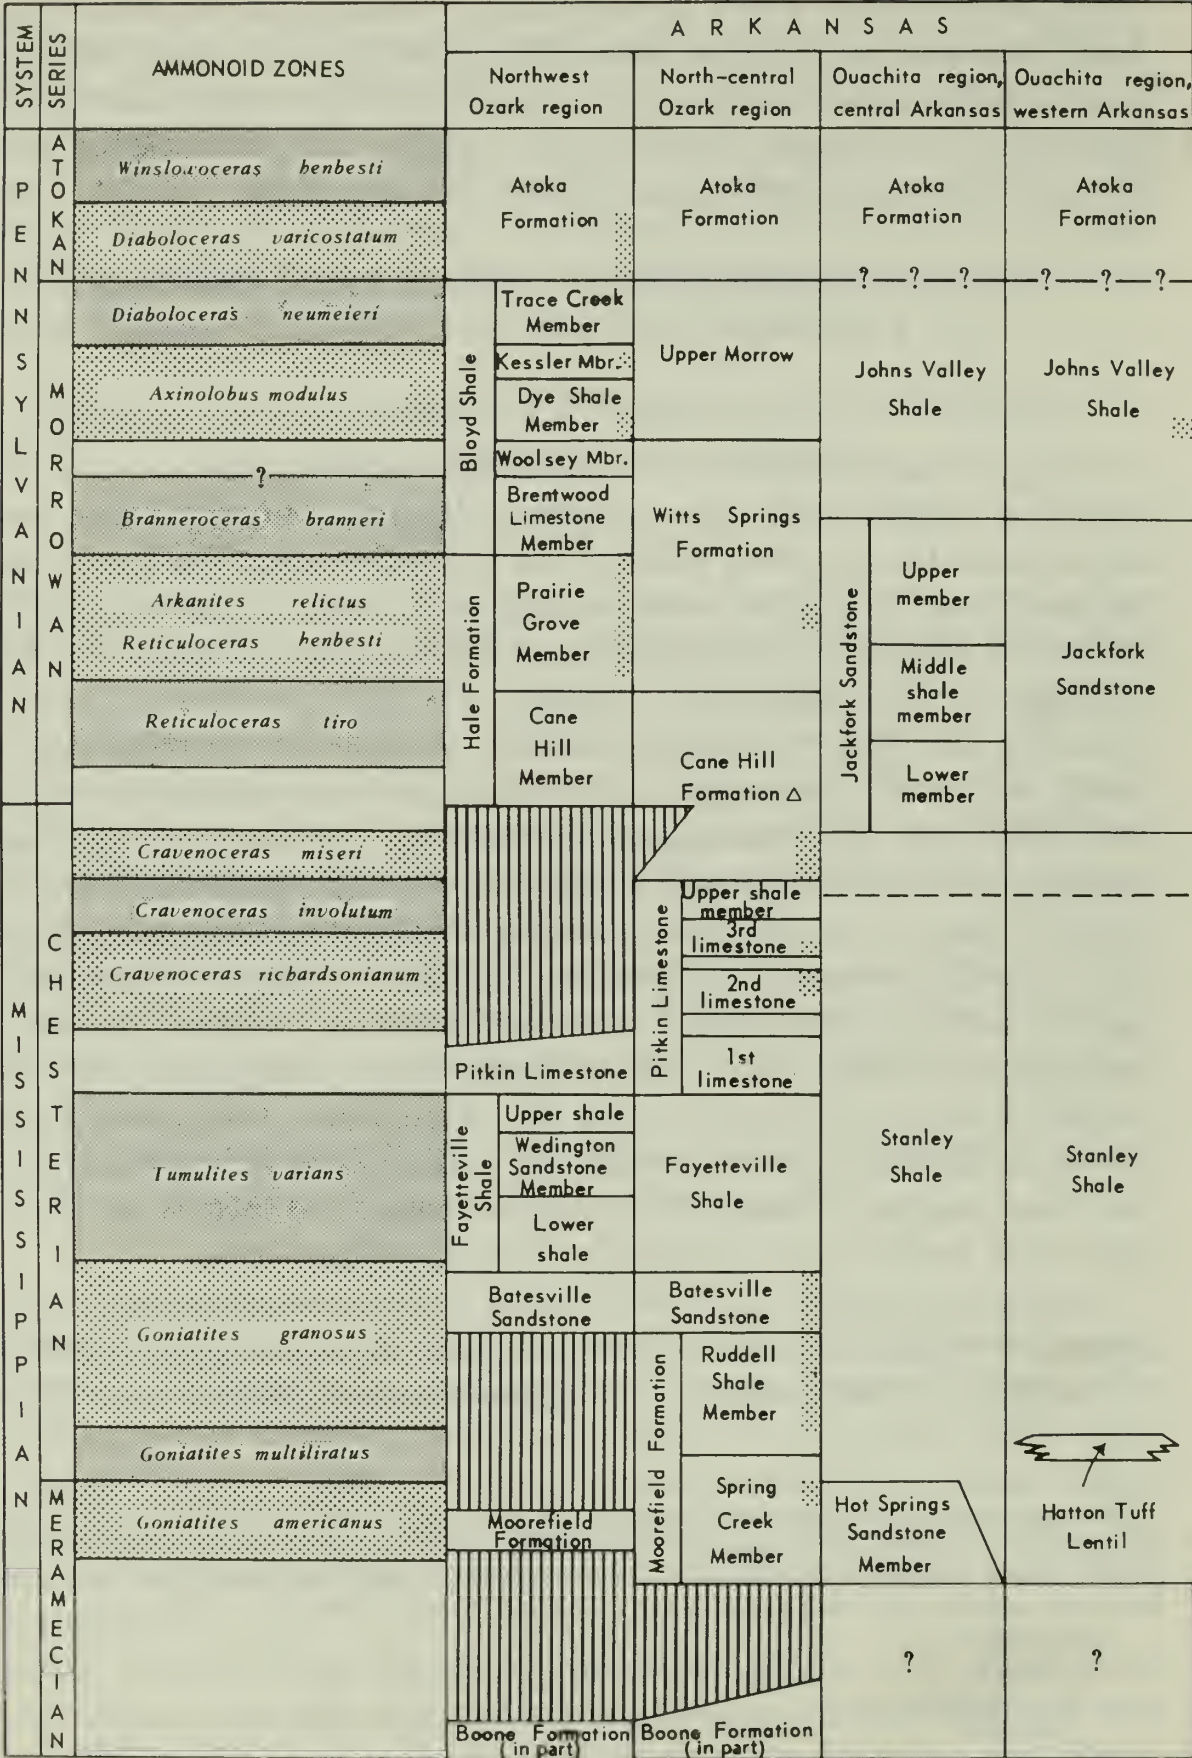 ARKANSAS
SYSTEM
SERIES
AMMONOID ZONES
Northwest
Ozark region
North-central
Ozark region
Ouachita region,
central Arkansas
Ouachita region,
western Arkansas
PENNSYLVANIAN
MISSISSIPPIAN
ATOKAN
MORROWAN
CHESTERIAN
MERAMECIAN
Winsloroceras henbesti
Diaboloceras varicostatum
Diaboloceras neumeieri
Axinolobus modulus
?
Branneroceras branneri
Arkanites relictus
Reticuloceras henbesti
Reticuloceras tiro
Cravenoceras miseri
Cravenoceras involutum
Cravenoceras richardsonianum
Tumulites varians
Goniatites granosus
Goniatites multiliratus
Goniatites americanus
Atoka
Formation
Bloyd Shale
Trace Creek
Member
Kessler Mbr.
Dye Shale
Member
Woolsey Mbr.
Brentwood
Limestone
Member
Hale Formation
Prairie
Grove
Member
Cane
Hill
Member
Pitkin Limestone
Fayetteville
Shale
Upper shale
Wedington
Sandstone
Member
Lower
shale
Batesville
Sandstone
Moorefield
Formation
Boone Formation
(in part)
Atoka
Formation
Upper Morrow
Witts Springs
Formation
Cane Hill
Formation △
Pitkin Limestone
Upper shale
member
3rd
limestone
2nd
limestone
1st
limestone
Fayetteville
Shale
Batesville
Sandstone
Moorefield Formation
Ruddell
Shale
Member
Spring
Creek
Member
Boone Formation
(in part)
Atoka
Formation
? ? ?
Johns Valley
Shale
Jackfork Sandstone
Upper
member
Middle
shale
member
Lower
member
Stanley
Shale
Hot Springs
Sandstone
Member
?
Atoka
Formation
? ? ?
Johns Valley
Shale
Jackfork
Sandstone
Stanley
Shale
Hatton Tuff
Lentil
?